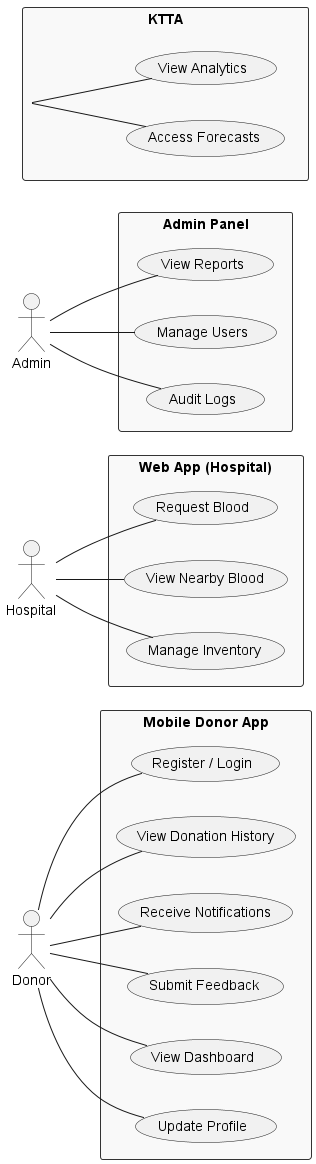 KTTA
View Analytics
Access Forecasts
Admin Panel
View Reports
Manage Users
Audit Logs
Admin
Web App (Hospital)
Request Blood
View Nearby Blood
Manage Inventory
Hospital
Mobile Donor App
Register / Login
View Donation History
Receive Notifications
Submit Feedback
View Dashboard
Update Profile
Donor